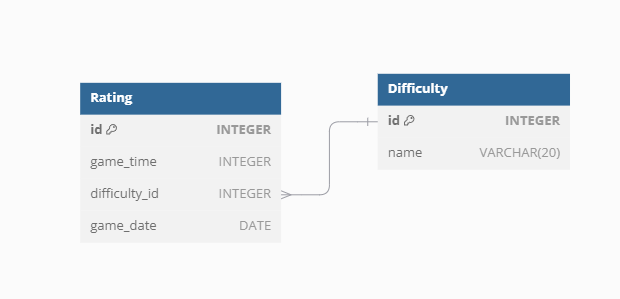 Rating
id INTEGER
game_time INTEGER
difficulty_id INTEGER
game_date DATE
Difficulty
id INTEGER
name VARCHAR(20)